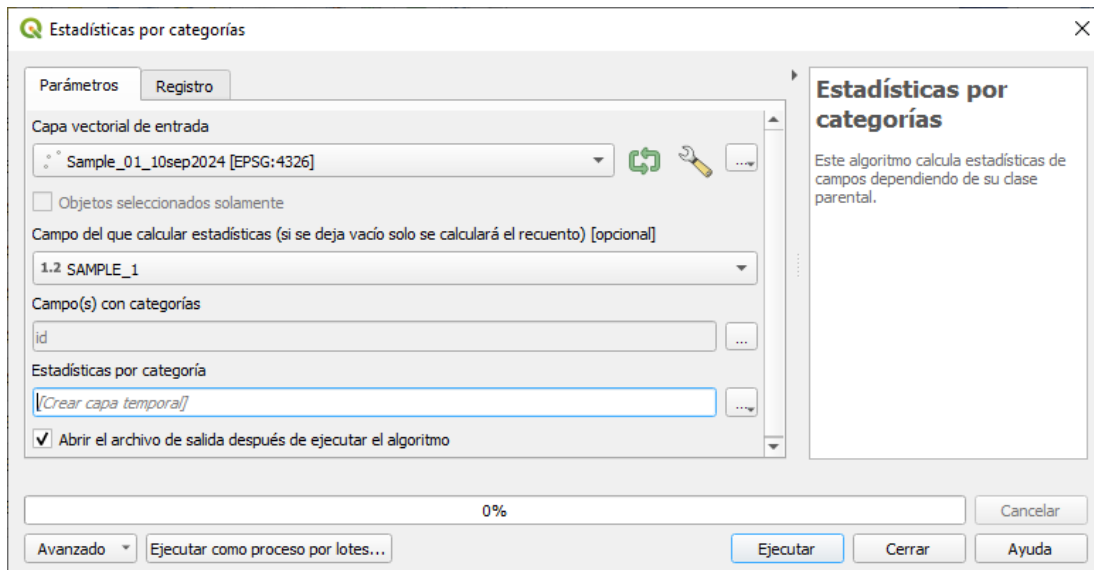 Estadísticas por categorías
Parámetros
Registro
Capa vectorial de entrada
Sample_01_10sep2024 [EPSG:4326]
...
Objetos seleccionados solamente
Campo del que calcular estadísticas (si se deja vacío solo se calculará el recuento) [opcional]
1.2 SAMPLE_1
Campo(s) con categorías
id
...
Estadísticas por categoría
[Crear capa temporal]
...
Abrir el archivo de salida después de ejecutar el algoritmo
Estadísticas por
categorías
Este algoritmo calcula estadísticas de
campos dependiendo de su clase
parental.
0%
Cancelar
Avanzado
Ejecutar como proceso por lotes...
Ejecutar
Cerrar
Ayuda